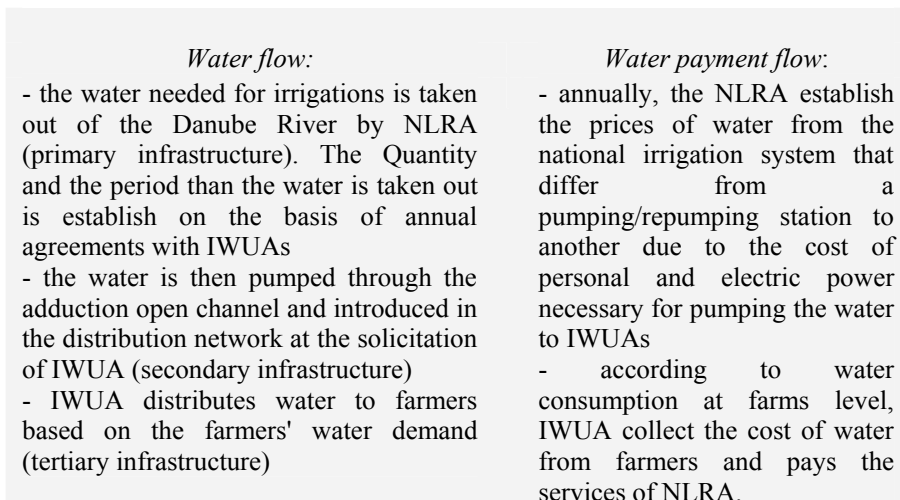 Water flow:
- the water needed for irrigations is taken
out of the Danube River by NLRA
(primary infrastructure). The Quantity
and the period than the water is taken out
is establish on the basis of annual
agreements with IWUAs
- the water is then pumped through the
adduction open channel and introduced in
the distribution network at the solicitation
of IWUA (secondary infrastructure)
- IWUA distributes water to farmers
based on the farmers' water demand
(tertiary infrastructure)
Water payment flow:
- annually, the NLRA establish
the prices of water from the
national irrigation system that
differ from a
pumping/repumping station to
another due to the cost of
personal and electric power
necessary for pumping the water
to IWUAs
- according to water
consumption at farms level,
IWUA collect the cost of water
from farmers and pays the
services of NLRA.